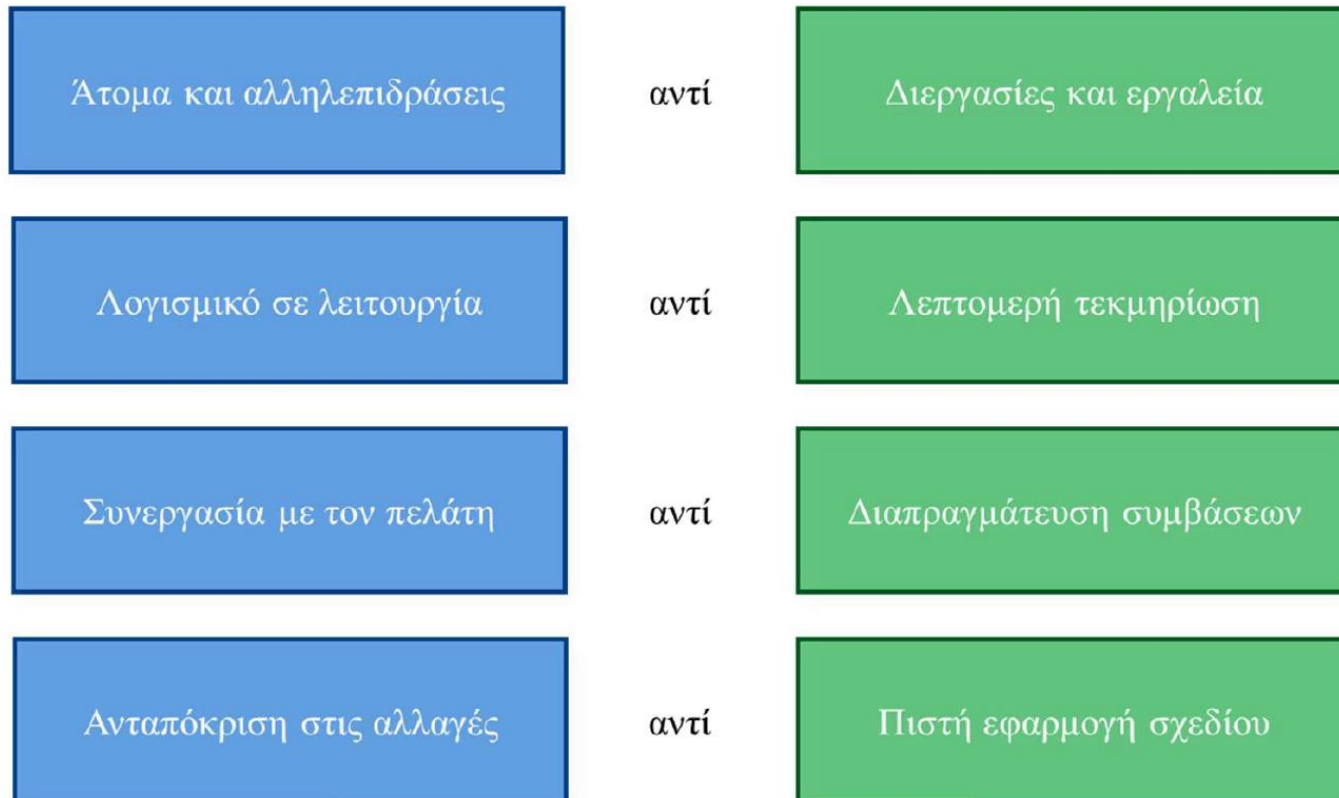 Άτομα και αλληλεπιδράσεις αντί Διεργασίες και εργαλεία
Λογισμικό σε λειτουργία αντί Λεπτομερή τεκμηρίωση
Συνεργασία με τον πελάτη αντί Διαπραγμάτευση συμβάσεων
Ανταπόκριση στις αλλαγές αντί Πιστή εφαρμογή σχεδίου